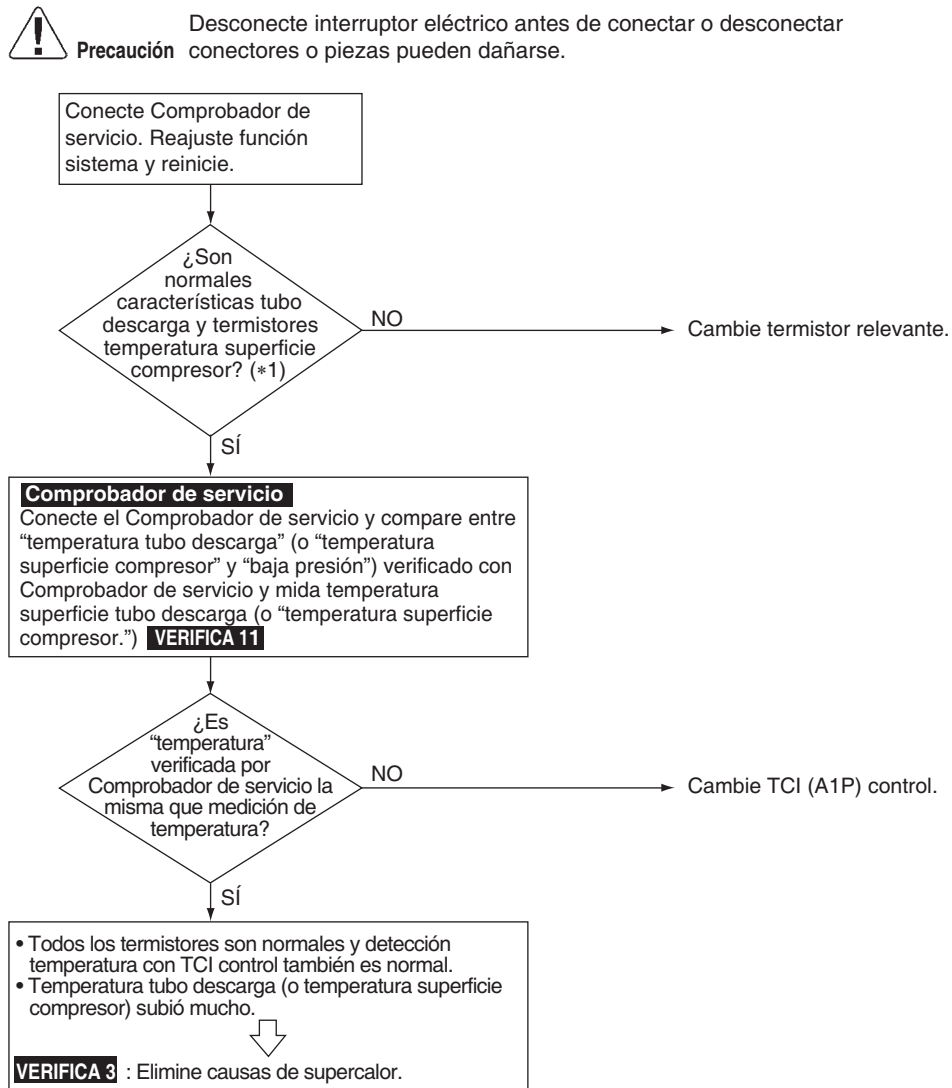 Desconecte interruptor eléctrico antes de conectar o desconectar
Precaución conectores o piezas pueden dañarse.
Conecte Comprobador de
servicio. Reajuste función
sistema y reinicie.
¿Son
normales
características tubo
descarga y termistores
temperatura superficie
compresor? (*1)
NO
Cambie termistor relevante.
SÍ
Comprobador de servicio
Conecte el Comprobador de servicio y compare entre
“temperatura tubo descarga” (o “temperatura
superficie compresor” y “baja presión”) verificado con
Comprobador de servicio y mida temperatura
superficie tubo descarga (o “temperatura superficie
compresor.”) VERIFICA 11
¿Es
“temperatura”
verificada por
Comprobador de servicio la
misma que medición de
temperatura?
NO
Cambie TCI (A1P) control.
SÍ
• Todos los termistores son normales y detección
temperatura con TCI control también es normal.
• Temperatura tubo descarga (o temperatura superficie
compresor) subió mucho.
VERIFICA 3 : Elimine causas de supercalor.